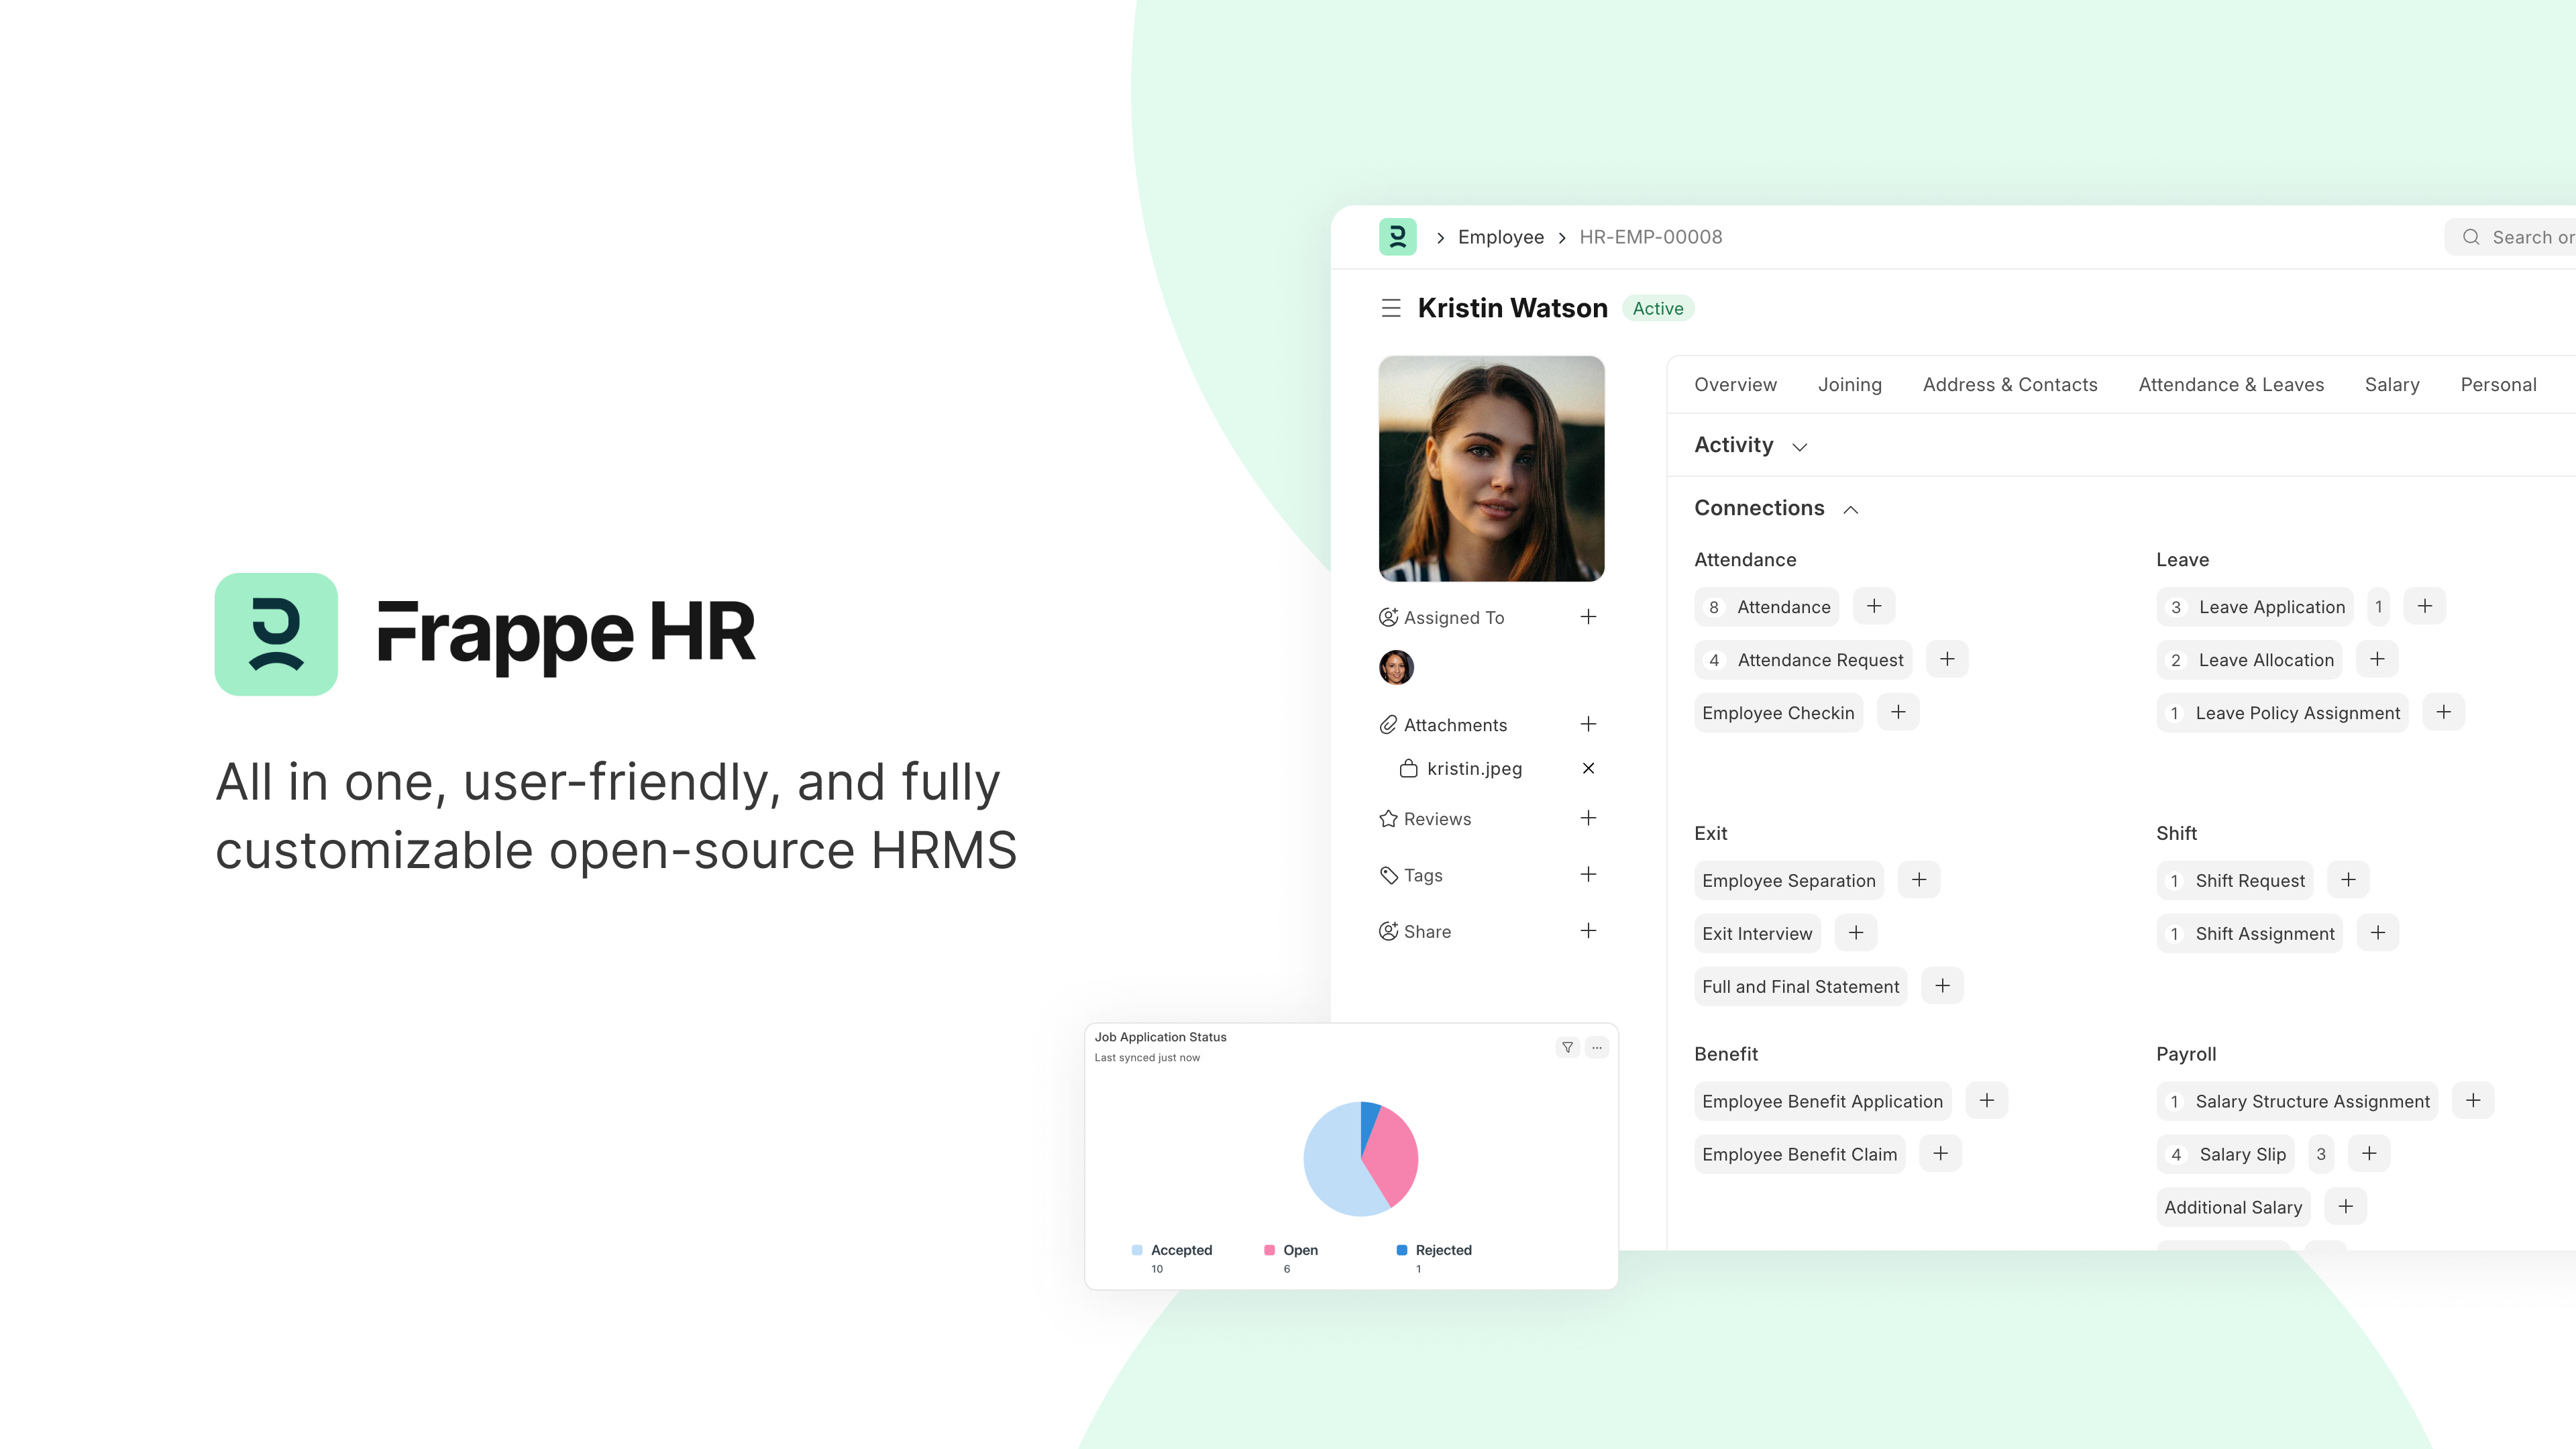 Frappe HR
All in one, user-friendly, and fully
customizable open-source HRMS
Employee HR-EMP-00008
Search or
Kristin Watson Active
Overview Joining Address & Contacts Attendance & Leaves Salary Personal
Activity
Connections
Assigned To
Attachments
kristin.jpeg
Reviews
Tags
Share
Attendance
8 Attendance
4 Attendance Request
Employee Checkin
Leave
3 Leave Application 1
2 Leave Allocation
1 Leave Policy Assignment
Exit
Employee Separation
Exit Interview
Full and Final Statement
Shift
1 Shift Request
1 Shift Assignment
Benefit
Employee Benefit Application
Employee Benefit Claim
Payroll
1 Salary Structure Assignment
4 Salary Slip 3
Additional Salary
Job Application Status
Last synced just now
Accepted Open Rejected
10 6 1